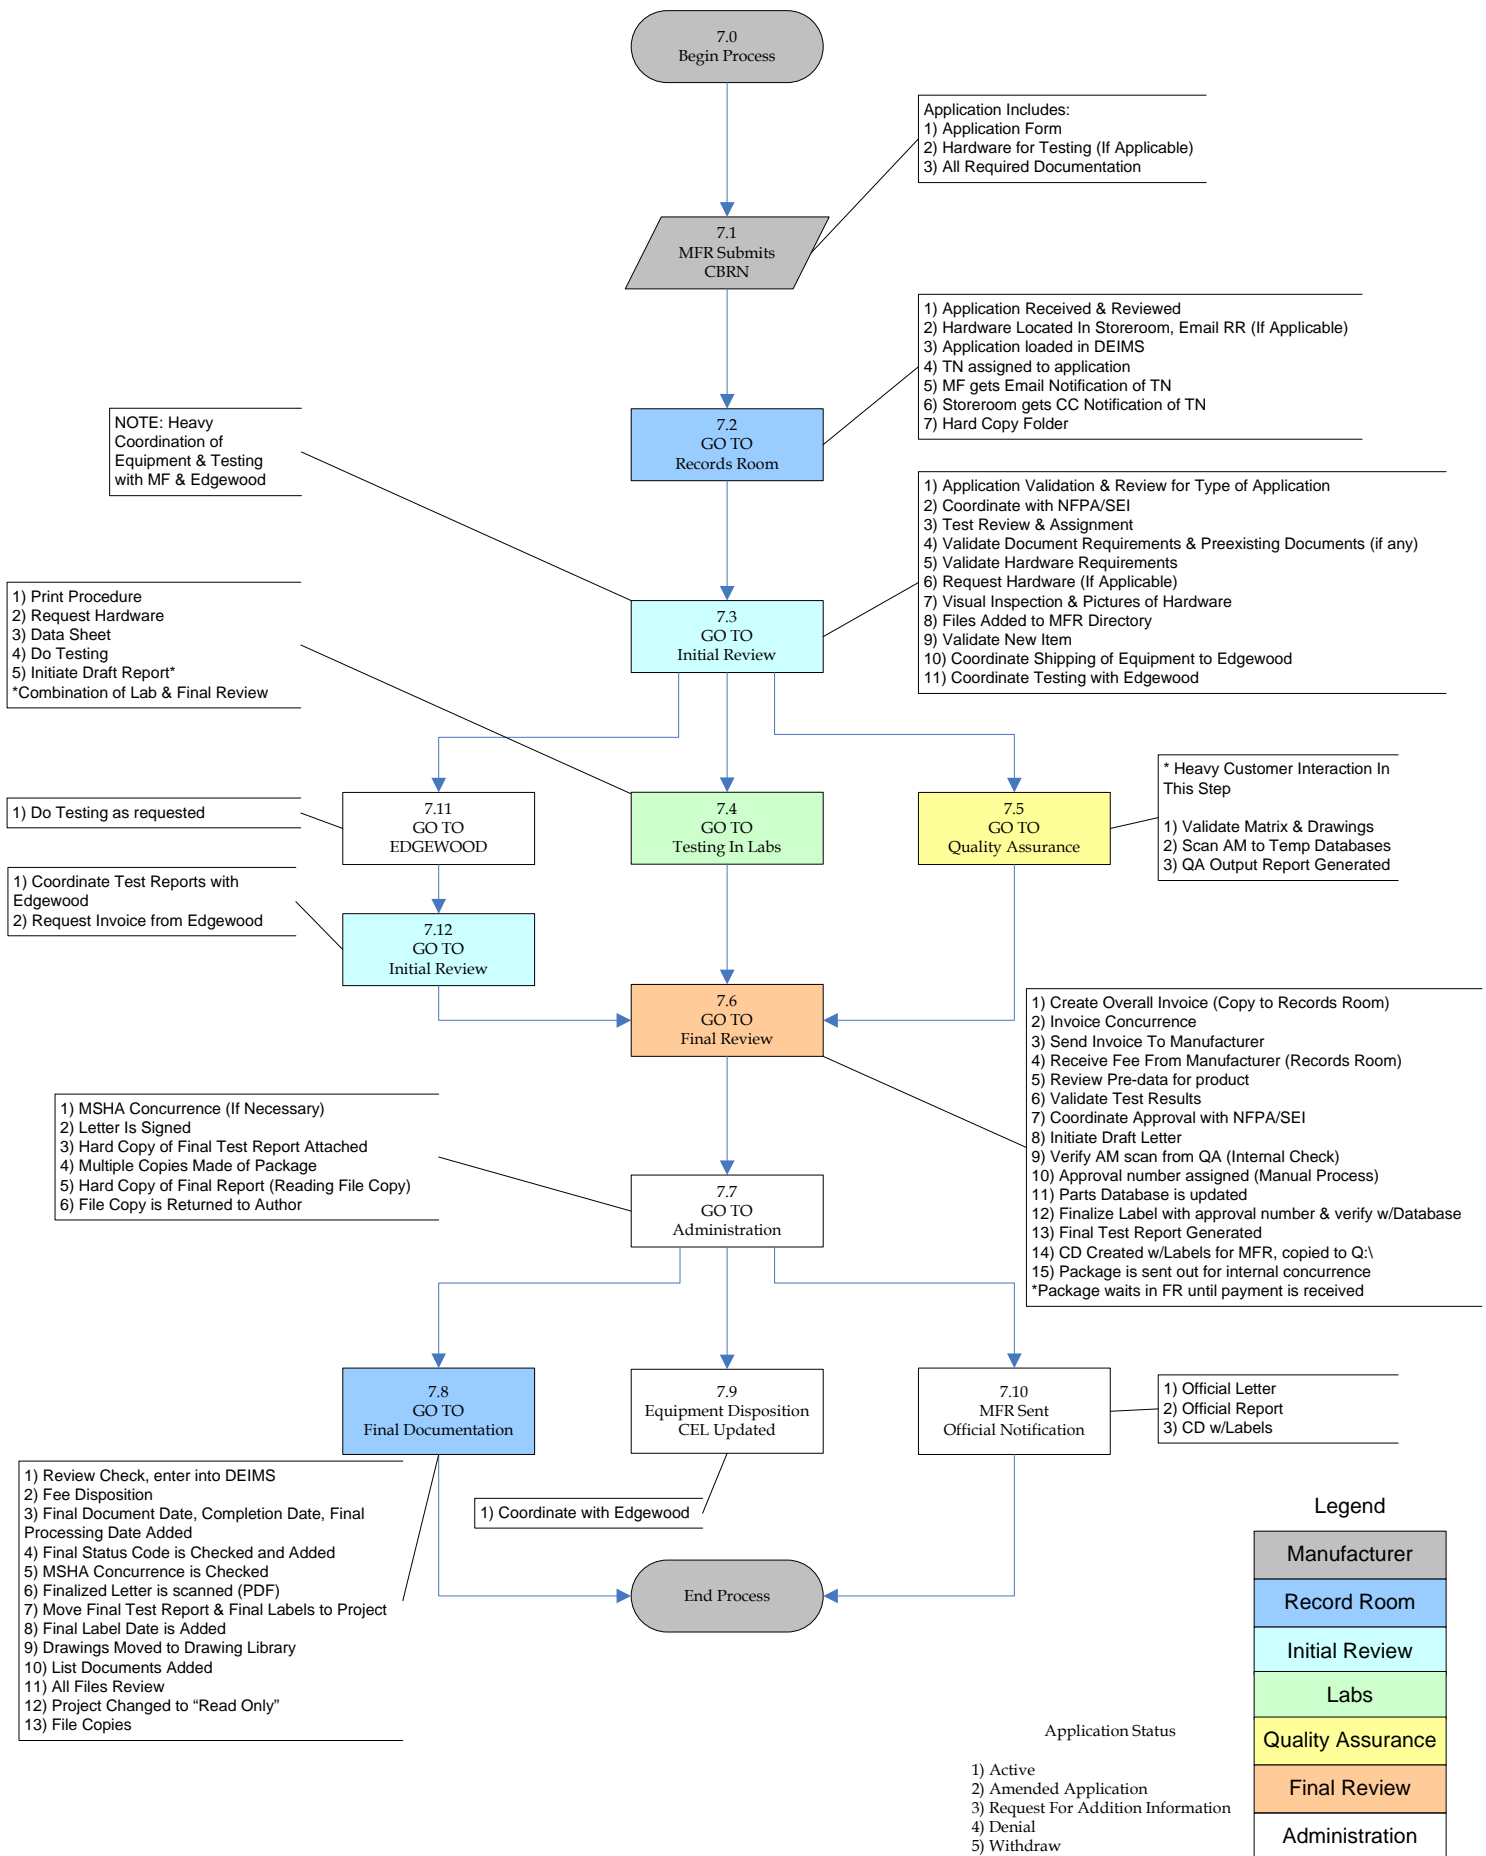 7.0
Begin Process
Application Includes:
1) Application Form
2) Hardware for Testing (If Applicable)
3) All Required Documentation
7.1
MFR Submits
CBRN
1) Application Received & Reviewed
2) Hardware Located In Storeroom, Email RR (If Applicable)
3) Application loaded in DEIMS
4) TN assigned to application
5) MF gets Email Notification of TN
6) Storeroom gets CC Notification of TN
7) Hard Copy Folder
7.2
GO TO
Records Room
NOTE: Heavy
Coordination of
Equipment & Testing
with MF & Edgewood
1) Application Validation & Review for Type of Application
2) Coordinate with NFPA/SEI
3) Test Review & Assignment
4) Validate Document Requirements & Preexisting Documents (if any)
5) Validate Hardware Requirements
6) Request Hardware (If Applicable)
7) Visual Inspection & Pictures of Hardware
8) Files Added to MFR Directory
9) Validate New Item
10) Coordinate Shipping of Equipment to Edgewood
11) Coordinate Testing with Edgewood
7.3
GO TO
Initial Review
1) Print Procedure
2) Request Hardware
3) Data Sheet
4) Do Testing
5) Initiate Draft Report*
*Combination of Lab & Final Review
1) Do Testing as requested
7.11
GO TO
EDGEWOOD
7.4
GO TO
Testing In Labs
7.5
GO TO
Quality Assurance
* Heavy Customer Interaction In
This Step
1) Validate Matrix & Drawings
2) Scan AM to Temp Databases
3) QA Output Report Generated
1) Coordinate Test Reports with
Edgewood
2) Request Invoice from Edgewood
7.12
GO TO
Initial Review
7.6
GO TO
Final Review
1) Create Overall Invoice (Copy to Records Room)
2) Invoice Concurrence
3) Send Invoice To Manufacturer
4) Receive Fee From Manufacturer (Records Room)
5) Review Pre-data for product
6) Validate Test Results
7) Coordinate Approval with NFPA/SEI
8) Initiate Draft Letter
9) Verify AM scan from QA (Internal Check)
10) Approval number assigned (Manual Process)
11) Parts Database is updated
12) Finalize Label with approval number & verify w/Database
13) Final Test Report Generated
14) CD Created w/Labels for MFR, copied to Q:\
15) Package is sent out for internal concurrence
*Package waits in FR until payment is received
1) MSHA Concurrence (If Necessary)
2) Letter Is Signed
3) Hard Copy of Final Test Report Attached
4) Multiple Copies Made of Package
5) Hard Copy of Final Report (Reading File Copy)
6) File Copy is Returned to Author
7.7
GO TO
Administration
7.8
GO TO
Final Documentation
7.9
Equipment Disposition
CEL Updated
7.10
MFR Sent
Official Notification
1) Official Letter
2) Official Report
3) CD w/Labels
1) Review Check, enter into DEIMS
2) Fee Disposition
3) Final Document Date, Completion Date, Final
Processing Date Added
4) Final Status Code is Checked and Added
5) MSHA Concurrence is Checked
6) Finalized Letter is scanned (PDF)
7) Move Final Test Report & Final Labels to Project
8) Final Label Date is Added
9) Drawings Moved to Drawing Library
10) List Documents Added
11) All Files Review
12) Project Changed to “Read Only”
13) File Copies
1) Coordinate with Edgewood
End Process
Legend
Manufacturer
Record Room
Initial Review
Labs
Quality Assurance
Final Review
Administration
Application Status
1) Active
2) Amended Application
3) Request For Addition Information
4) Denial
5) Withdraw